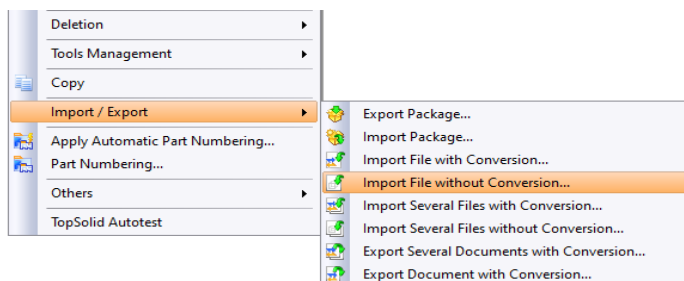 Deletion
Tools Management
Copy
Import / Export
Apply Automatic Part Numbering...
Part Numbering...
Others
TopSolid Autotest
Export Package...
Import Package...
Import File with Conversion...
Import File without Conversion...
Import Several Files with Conversion...
Import Several Files without Conversion...
Export Several Documents with Conversion...
Export Document with Conversion...